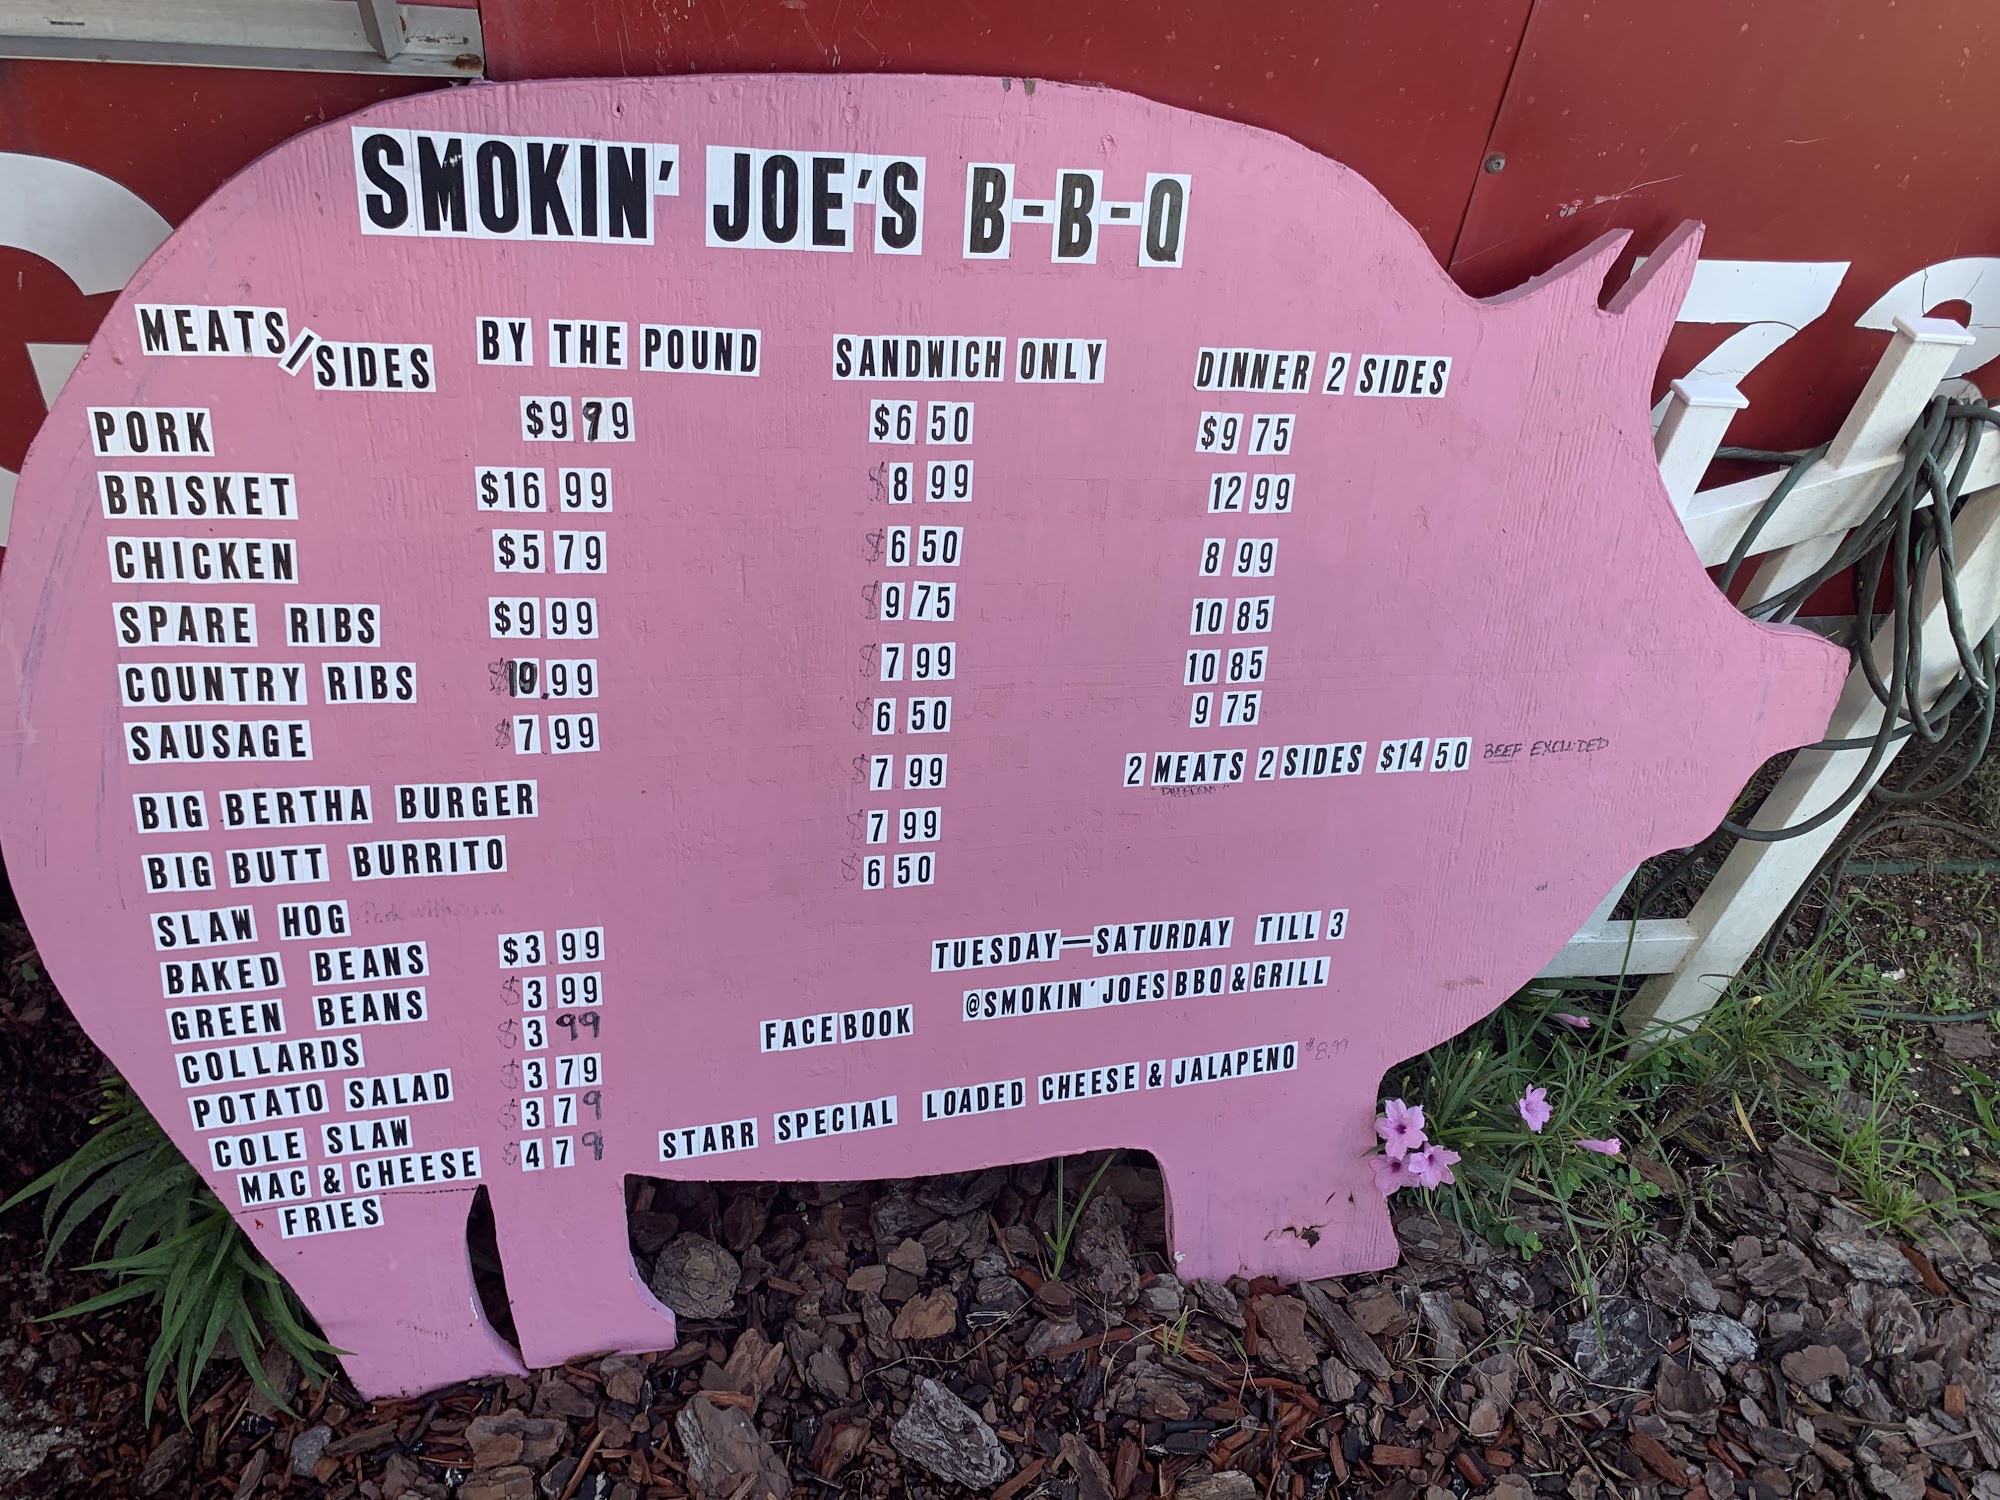 SMOKIN' JOE'S B-B-Q
MEATS/SIDES BY THE POUND SANDWICH ONLY DINNER 2 SIDES
PORK $9 79 $6 50 $9 75
BRISKET $16 99 $8 99 12 99
CHICKEN $5 79 $6 50 8 99
SPARE RIBS $9 99 $9 75 10 85
COUNTRY RIBS $10.99 $7 99 10 85
SAUSAGE $7 99 $6 50 9 75
BIG BERTHA BURGER $7 99 2 MEATS 2 SIDES $14 50 BEEF EXCLUDED
BIG BUTT BURRITO $7 99
SLAW HOG $6 50
BAKED BEANS $3 99 TUESDAY—SATURDAY TILL 3
GREEN BEANS $3 99 @SMOKIN'JOESBBQ&GRILL
COLLARDS $3 99 FACEBOOK
POTATO SALAD $3 79
COLE SLAW $3 79
MAC & CHEESE $4 79 STARR SPECIAL LOADED CHEESE & JALAPENO $8.99
FRIES